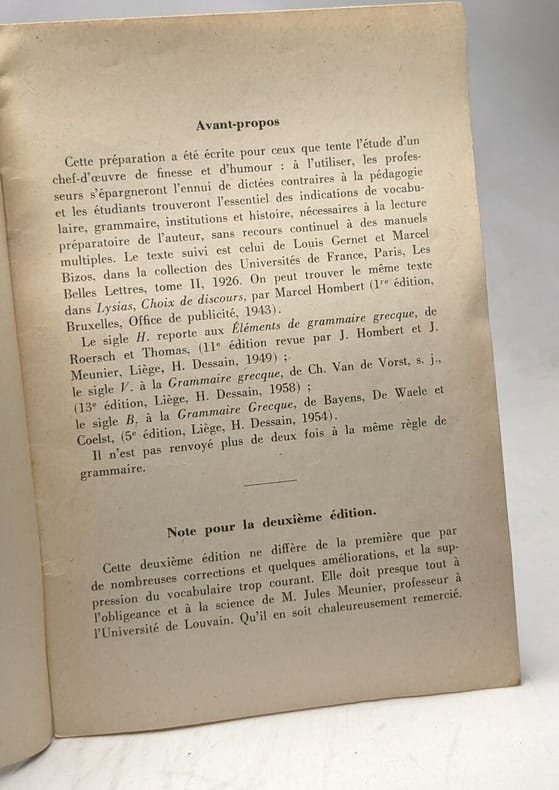 Avant-propos
Cette préparation a été écrite pour ceux que tente l'étude d'un
chef-d'œuvre de finesse et d'humour : à l'utiliser, les profes-
seurs s'épargneront l'ennui de dictées contraires à la pédagogie
et les étudiants trouveront l'essentiel des indications de vocabu-
laire, grammaire, institutions et histoire, nécessaires à la lecture
préparatoire de l'auteur, sans recours continuel à des manuels
multiples. Le texte suivi est celui de Louis Gernet et Marcel
Bizos, dans la collection des Universités de France, Paris, Les
Belles Lettres, tome II, 1926. On peut trouver le même texte
dans Lysias, Choix de discours, par Marcel Hombert (1re édition,
Bruxelles, Office de publicité, 1943).
Le sigle H. reporte aux Éléments de grammaire grecque, de
Roersch et Thomas, (11e édition revue par J. Hombert et J.
Meunier, Liège, H. Dessain, 1949) ;
le sigle V. à la Grammaire grecque, de Ch. Van de Vorst, s. j.,
(13e édition, Liège, H. Dessain, 1958) ;
le sigle B. à la Grammaire Grecque, de Bayens, De Waele et
Coelst, (5e édition, Liège, H. Dessain, 1954).
Il n'est pas renvoyé plus de deux fois à la même règle de
grammaire.
Note pour la deuxième édition.
Cette deuxième édition ne diffère de la première que par
de nombreuses corrections et quelques améliorations, et la sup-
pression du vocabulaire trop courant. Elle doit presque tout à
l'obligeance et à la science de M. Jules Meunier, professeur à
l'Université de Louvain. Qu'il en soit chaleureusement remercié.